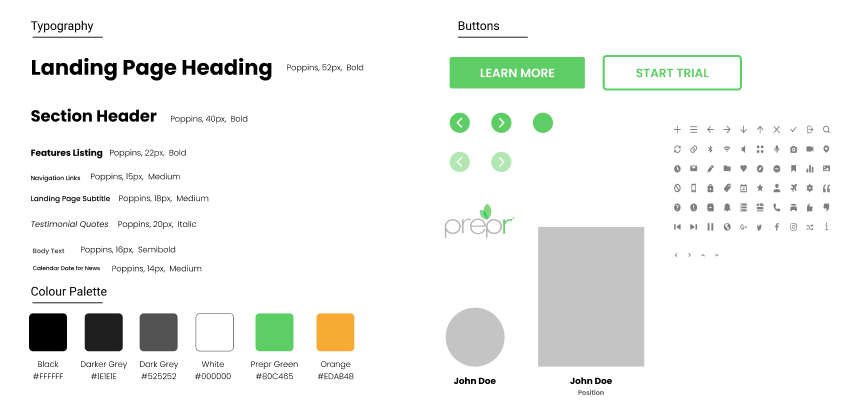 Typography
Landing Page Heading Poppins, 52px, Bold
Section Header Poppins, 40px, Bold
Features Listing Poppins, 22px, Bold
Navigation Links Poppins, 15px, Medium
Landing Page Subtitle Poppins, 18px, Medium
Testimonial Quotes Poppins, 20px, Italic
Body Text Poppins, 16px, Semibold
Calendar Date for News Poppins, 14px, Medium
Colour Palette
Black Darker Grey Dark Grey White Prepr Green Orange
#FFFFFF #1E1E1E #525252 #000000 #80C465 #EDAB48
Buttons
LEARN MORE START TRIAL
prepr
John Doe John Doe
Position